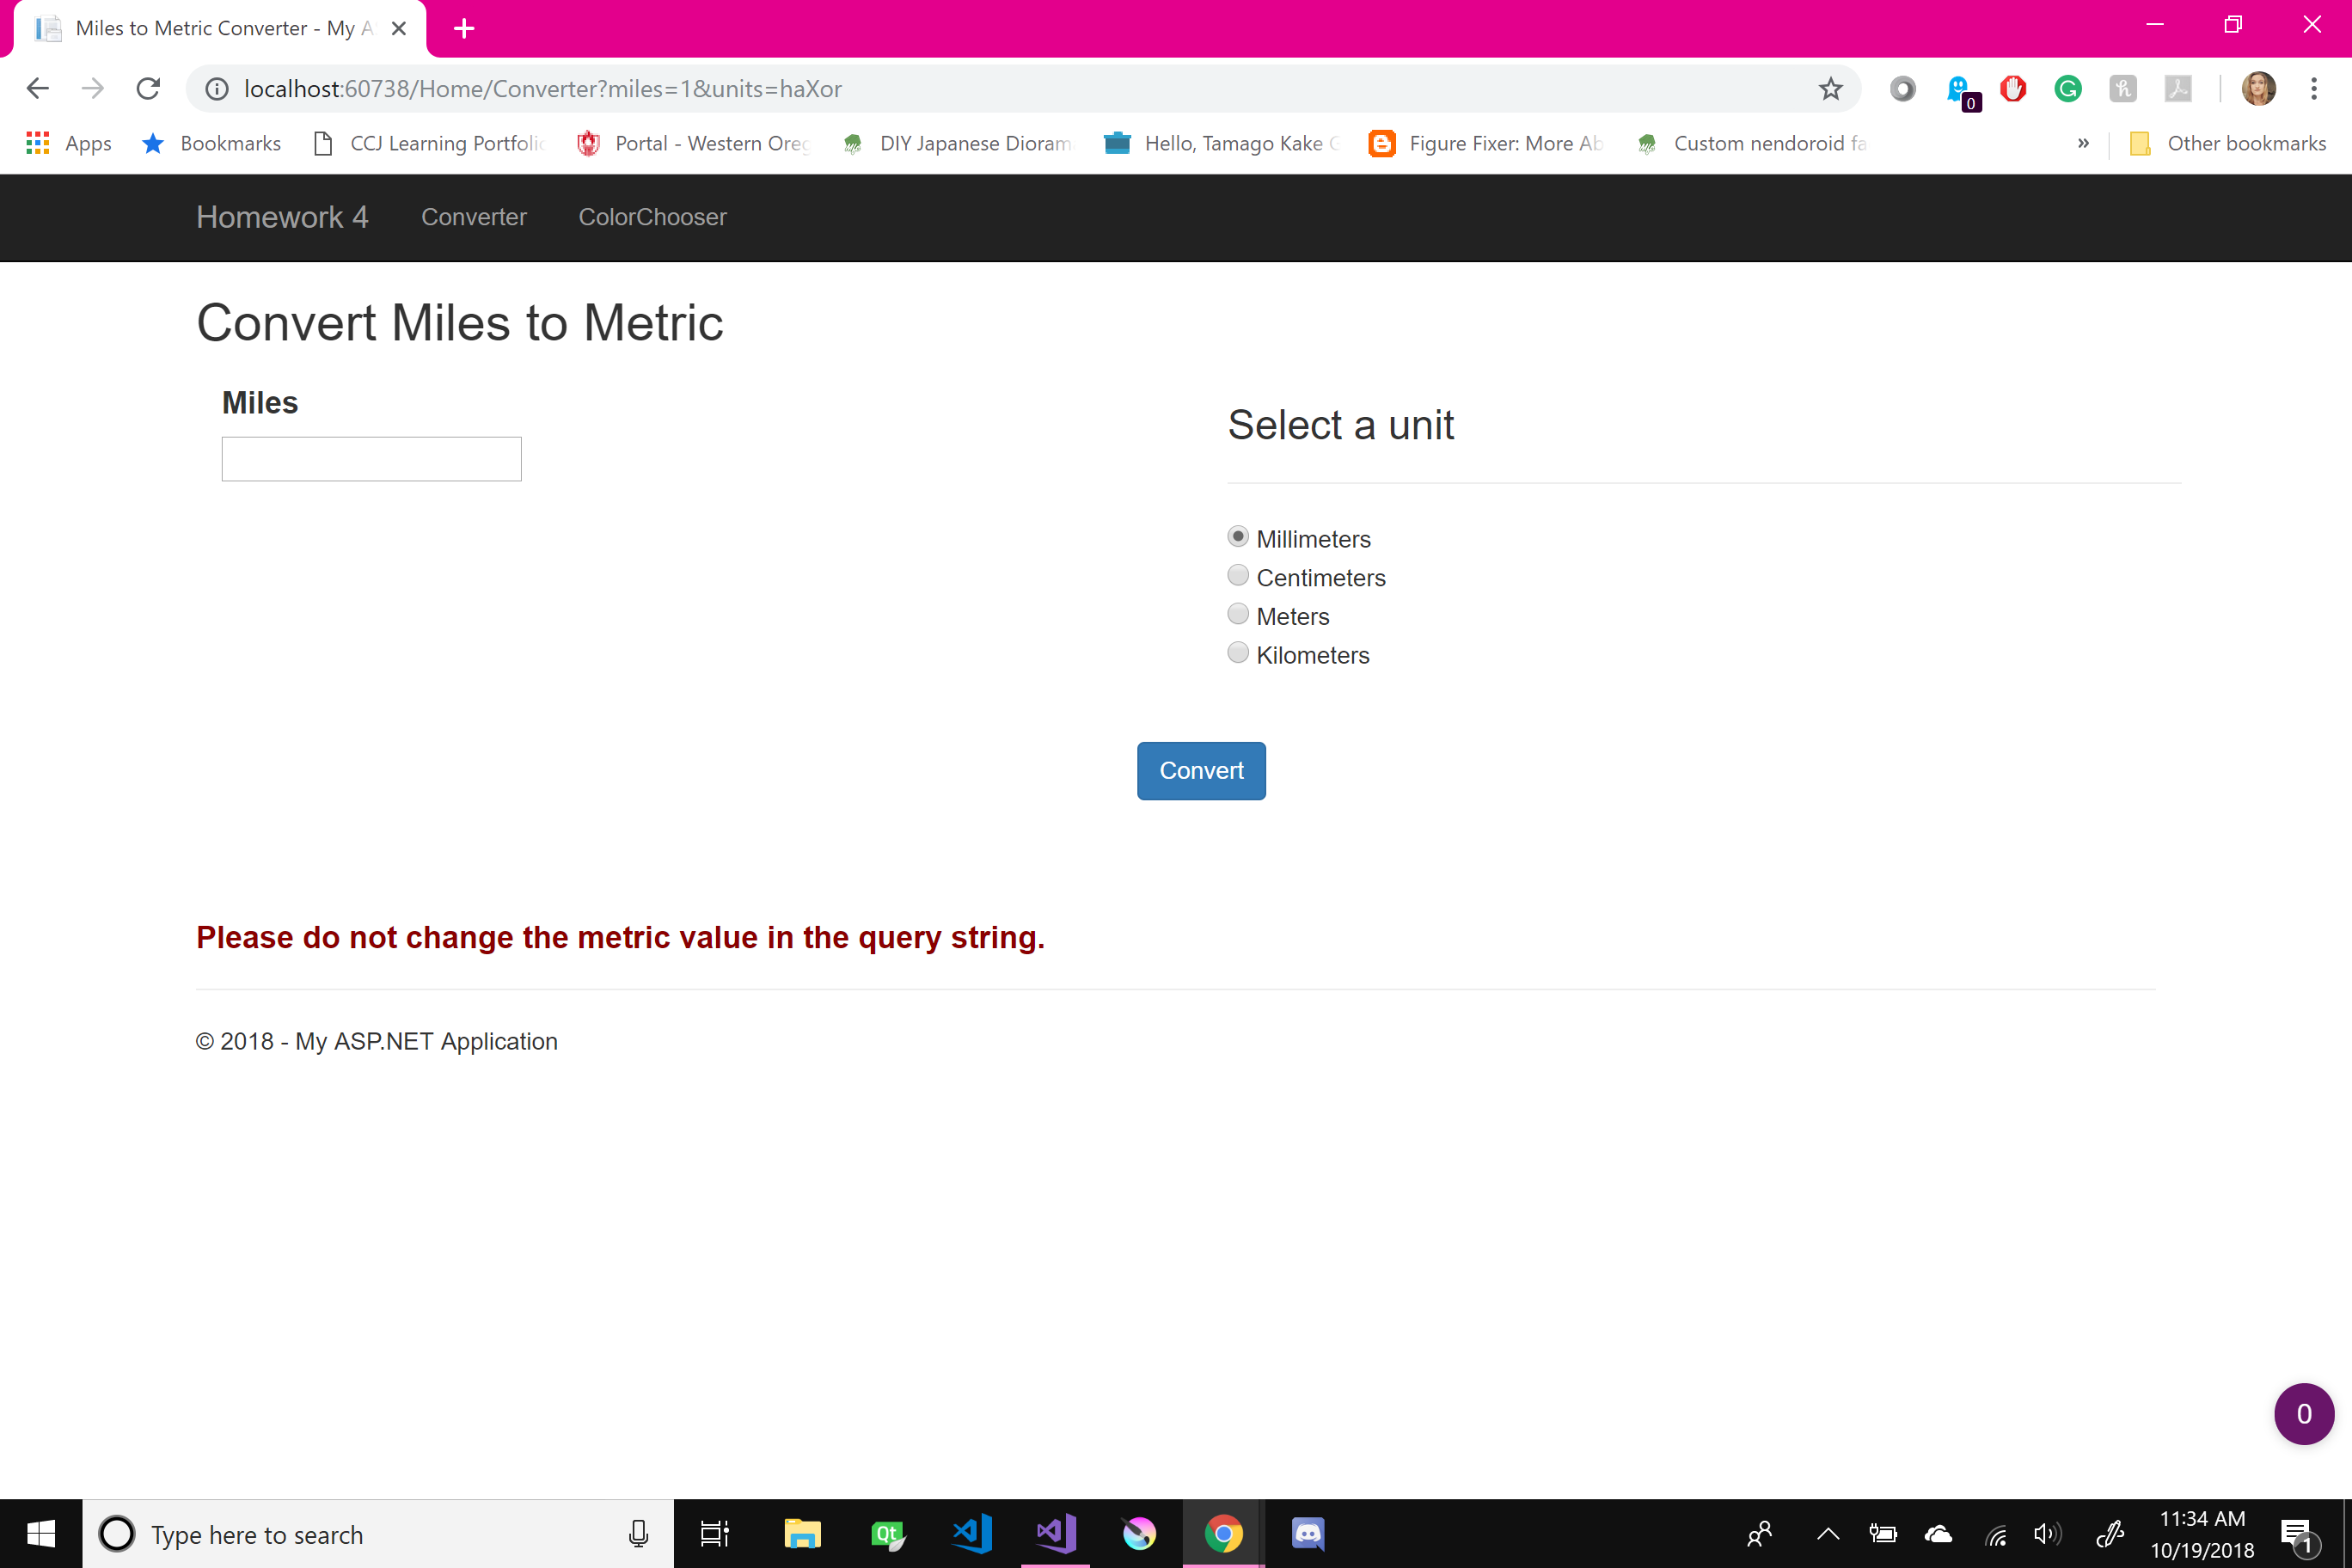 Miles to Metric Converter - My A
localhost:60738/Home/Converter?miles=1&units=haXor
0
Apps Bookmarks CCJ Learning Portfolio Portal - Western Oreg DIY Japanese Dioram Hello, Tamago Kake G Figure Fixer: More Ab Custom nendoroid fa » Other bookmarks
Homework 4 Converter ColorChooser
Convert Miles to Metric
Miles
Select a unit
Millimeters
Centimeters
Meters
Kilometers
Convert
Please do not change the metric value in the query string.
© 2018 - My ASP.NET Application
0
Type here to search
Qt
11:34 AM
10/19/2018
1